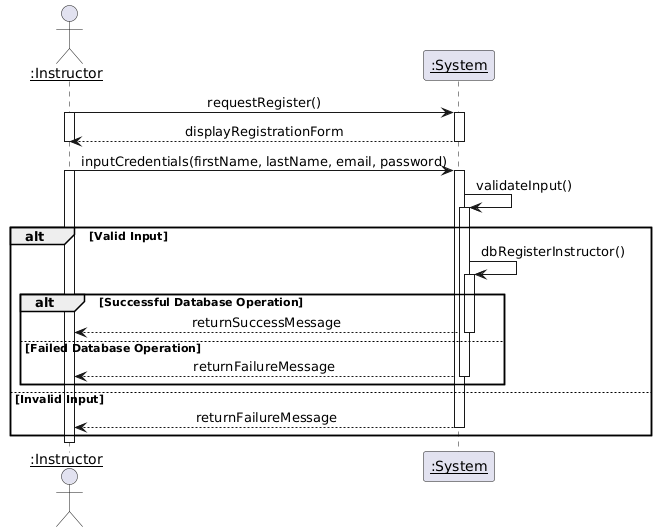 :Instructor
:System
requestRegister()
displayRegistrationForm
inputCredentials(firstName, lastName, email, password)
validateInput()
alt [Valid Input]
dbRegisterInstructor()
alt [Successful Database Operation]
returnSuccessMessage
[Failed Database Operation]
returnFailureMessage
[Invalid Input]
returnFailureMessage
:Instructor
:System